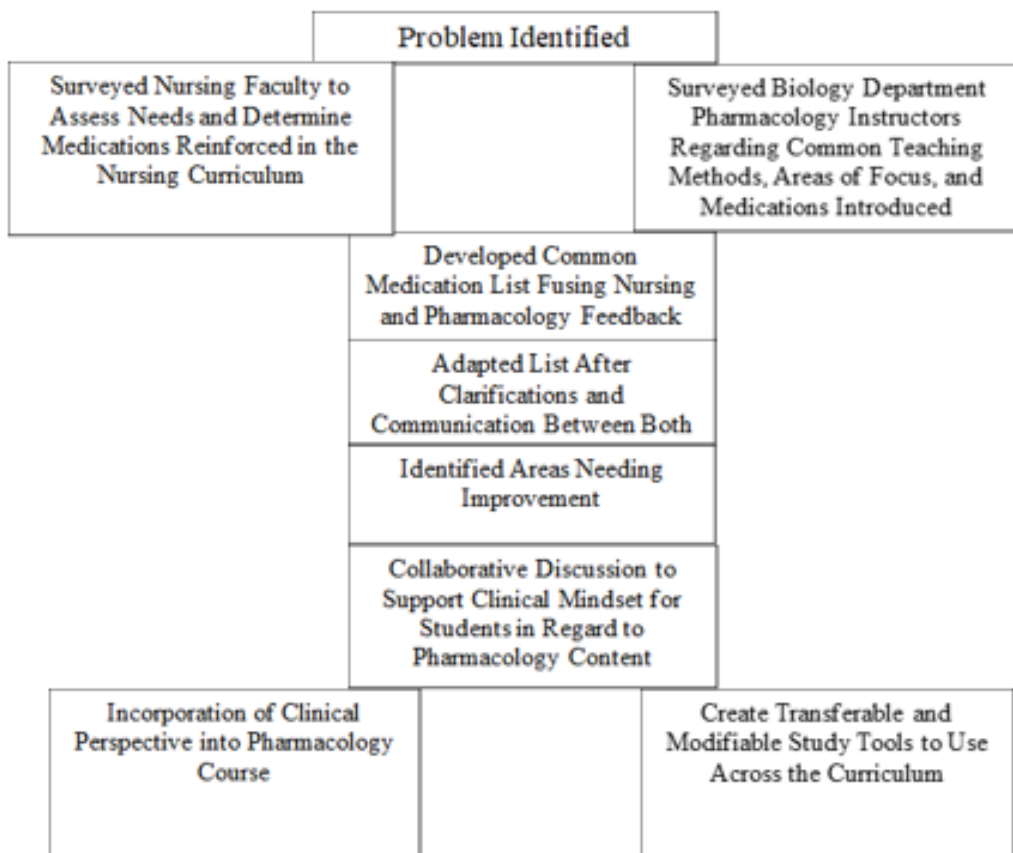 Problem Identified
Surveyed Nursing Faculty to
Assess Needs and Determine
Medications Reinforced in the
Nursing Curriculum
Surveyed Biology Department
Pharmacology Instructors
Regarding Common Teaching
Methods, Areas of Focus, and
Medications Introduced
Developed Common
Medication List Fusing Nursing
and Pharmacology Feedback
Adapted List After
Clarifications and
Communication Between Both
Identified Areas Needing
Improvement
Collaborative Discussion to
Support Clinical Mindset for
Students in Regard to
Pharmacology Content
Incorporation of Clinical
Perspective into Pharmacology
Course
Create Transferable and
Modifiable Study Tools to Use
Across the Curriculum